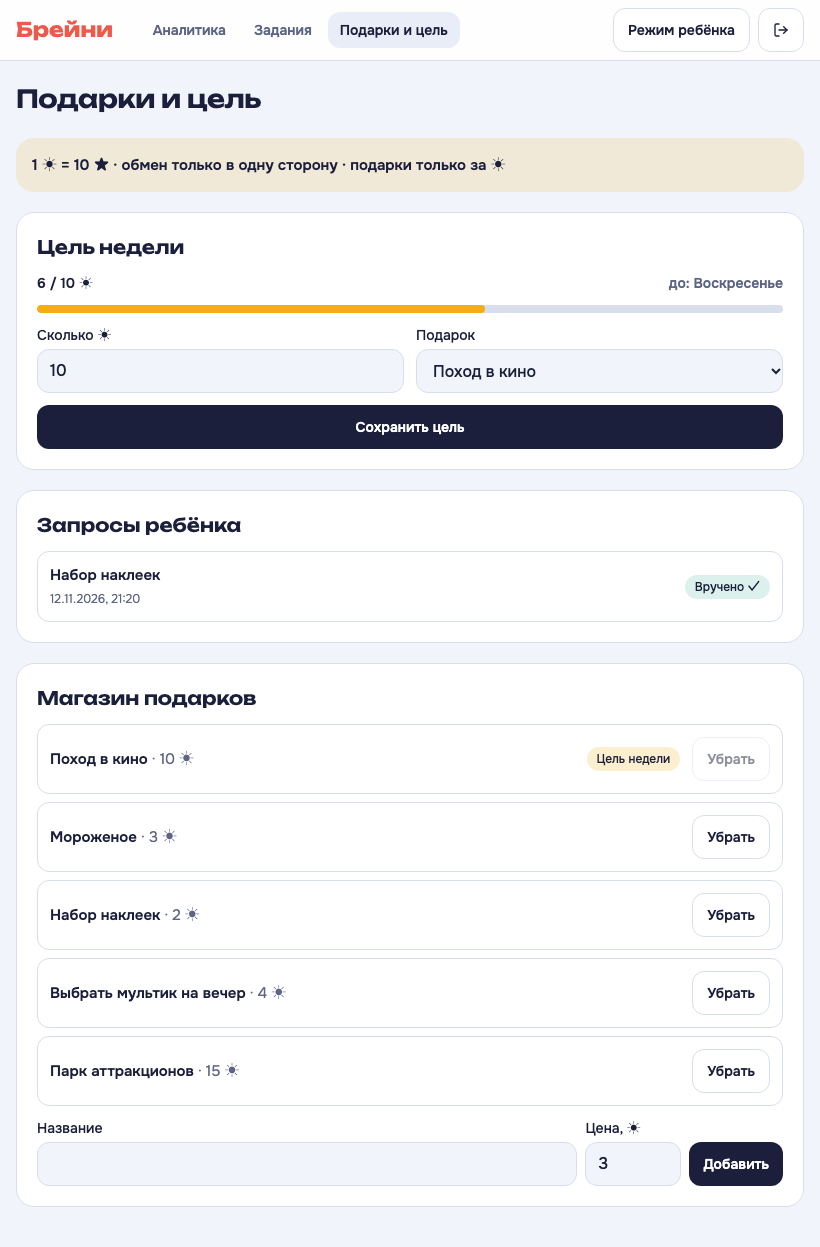 Брейни Аналитика Задания Подарки и цель Режим ребёнка
Подарки и цель
1 ☀ = 10 ★ · обмен только в одну сторону · подарки только за ☀
Цель недели
6 / 10 ☀ до: Воскресенье
Сколько ☀ Подарок
10 Поход в кино
Сохранить цель
Запросы ребёнка
Набор наклеек
12.11.2026, 21:20
Вручено ✓
Магазин подарков
Поход в кино · 10 ☀ Цель недели Убрать
Мороженое · 3 ☀ Убрать
Набор наклеек · 2 ☀ Убрать
Выбрать мультик на вечер · 4 ☀ Убрать
Парк аттракционов · 15 ☀ Убрать
Название Цена, ☀
3 Добавить